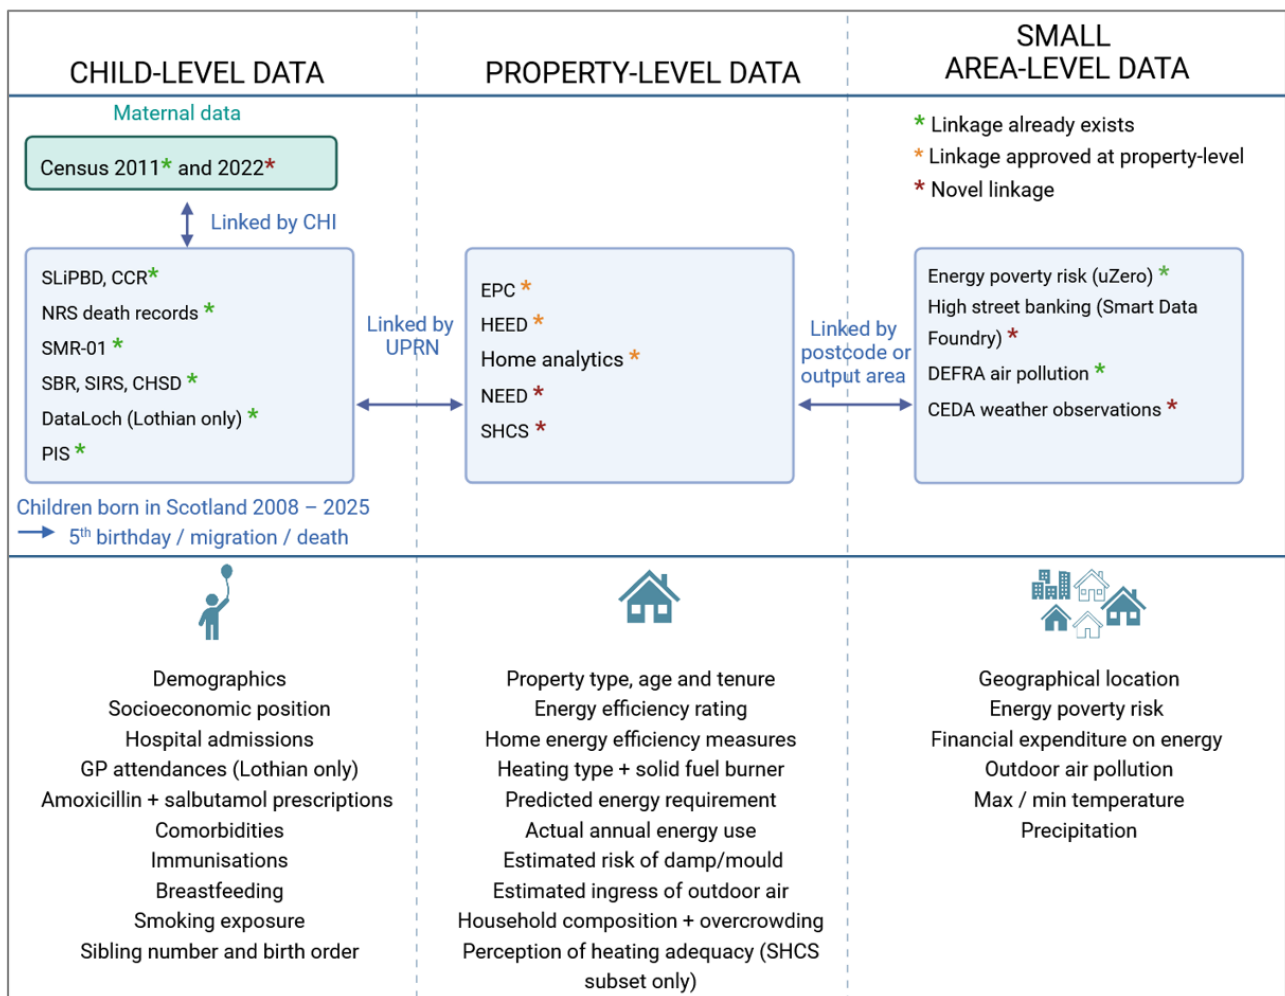 CHILD-LEVEL DATA
PROPERTY-LEVEL DATA
SMALL
AREA-LEVEL DATA
Maternal data
Census 2011* and 2022*
Linked by CHI
SLiPBD, CCR*
NRS death records *
SMR-01 *
SBR, SIRS, CHSD *
DataLoch (Lothian only) *
PIS *
Children born in Scotland 2008 – 2025
5th birthday / migration / death
Linked by
UPRN
EPC *
HEED *
Home analytics *
NEED *
SHCS *
Linked by
postcode or
output area
* Linkage already exists
* Linkage approved at property-level
* Novel linkage
Energy poverty risk (uZero) *
High street banking (Smart Data
Foundry) *
DEFRA air pollution *
CEDA weather observations *
Demographics
Socioeconomic position
Hospital admissions
GP attendances (Lothian only)
Amoxicillin + salbutamol prescriptions
Comorbidities
Immunisations
Breastfeeding
Smoking exposure
Sibling number and birth order
Property type, age and tenure
Energy efficiency rating
Home energy efficiency measures
Heating type + solid fuel burner
Predicted energy requirement
Actual annual energy use
Estimated risk of damp/mould
Estimated ingress of outdoor air
Household composition + overcrowding
Perception of heating adequacy (SHCS
subset only)
Geographical location
Energy poverty risk
Financial expenditure on energy
Outdoor air pollution
Max / min temperature
Precipitation